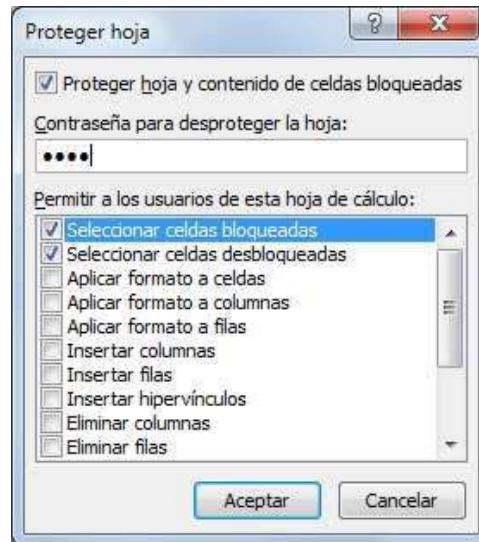 Proteger hoja
Proteger hoja y contenido de celdas bloqueadas
Contraseña para desproteger la hoja:
••••
Permitir a los usuarios de esta hoja de cálculo:
Seleccionar celdas bloqueadas
Seleccionar celdas desbloqueadas
Aplicar formato a celdas
Aplicar formato a columnas
Aplicar formato a filas
Insertar columnas
Insertar filas
Insertar hipervínculos
Eliminar columnas
Eliminar filas
Aceptar Cancelar